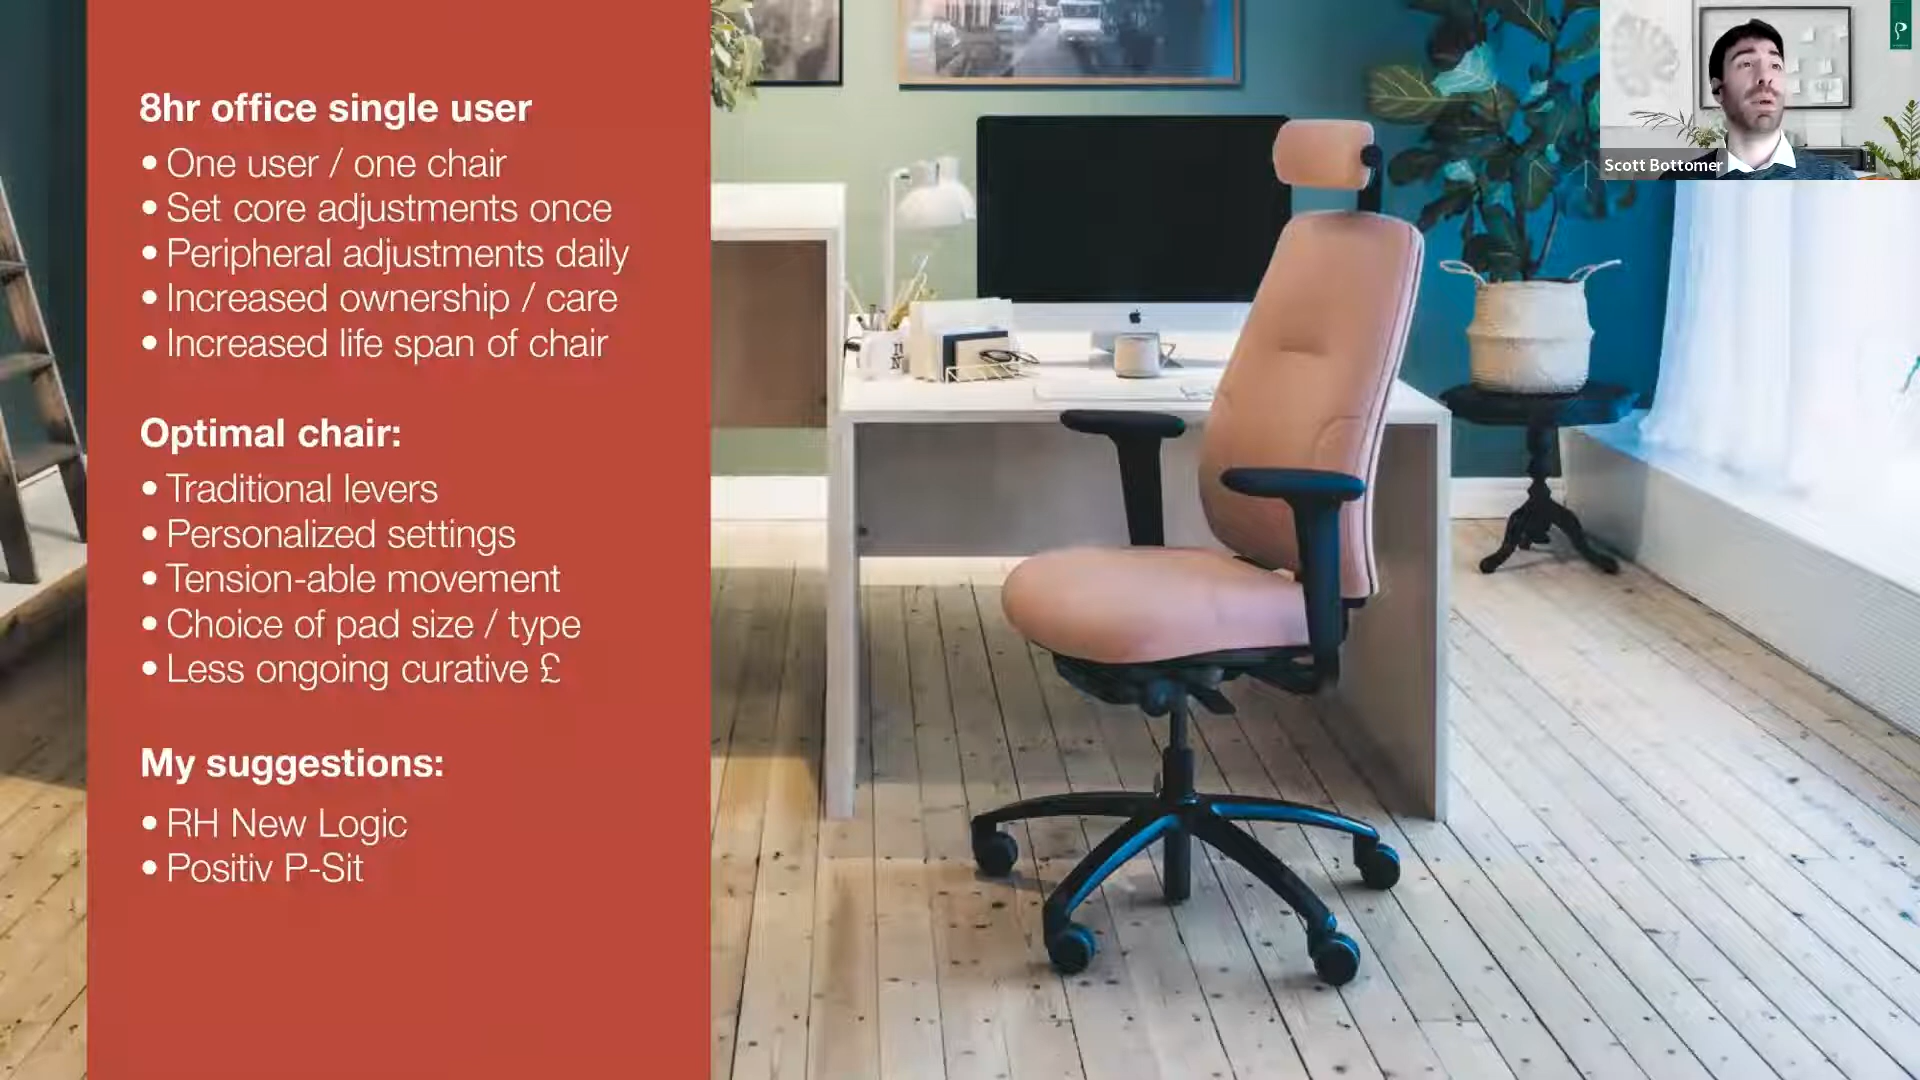 8hr office single user
• One user / one chair
• Set core adjustments once
• Peripheral adjustments daily
• Increased ownership / care
• Increased life span of chair
Optimal chair:
• Traditional levers
• Personalized settings
• Tension-able movement
• Choice of pad size / type
• Less ongoing curative £
My suggestions:
• RH New Logic
• Positiv P-Sit
Scott Bottomer